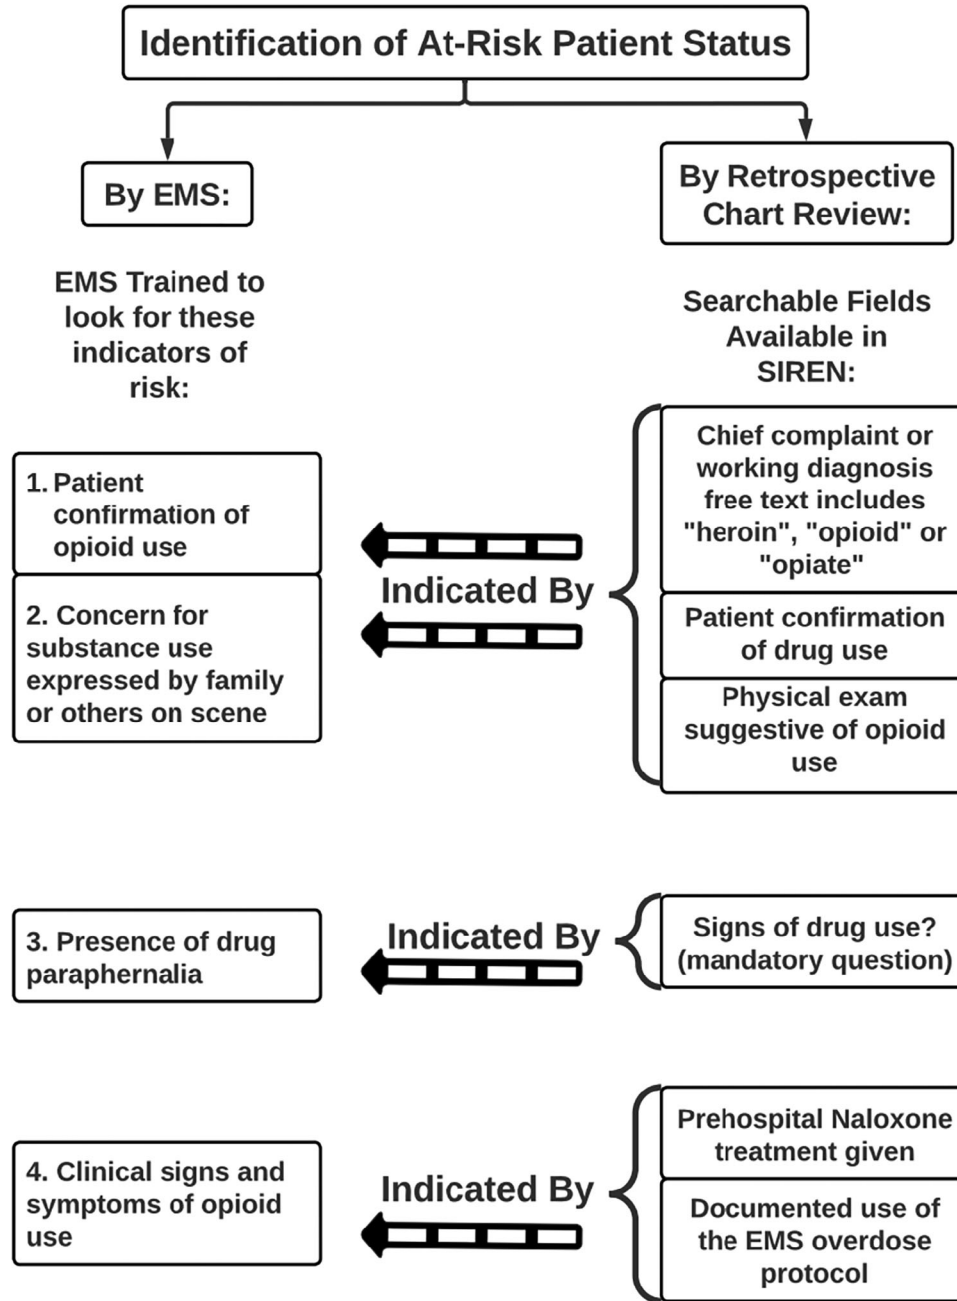 Identification of At-Risk Patient Status
By EMS:
By Retrospective
Chart Review:
EMS Trained to
look for these
indicators of
risk:
Searchable Fields
Available in
SIREN:
1. Patient
confirmation of
opioid use
2. Concern for
substance use
expressed by family
or others on scene
Indicated By
Chief complaint or
working diagnosis
free text includes
"heroin", "opioid" or
"opiate"
Patient confirmation
of drug use
Physical exam
suggestive of opioid
use
3. Presence of drug
paraphernalia
Indicated By
Signs of drug use?
(mandatory question)
4. Clinical signs and
symptoms of opioid
use
Indicated By
Prehospital Naloxone
treatment given
Documented use of
the EMS overdose
protocol